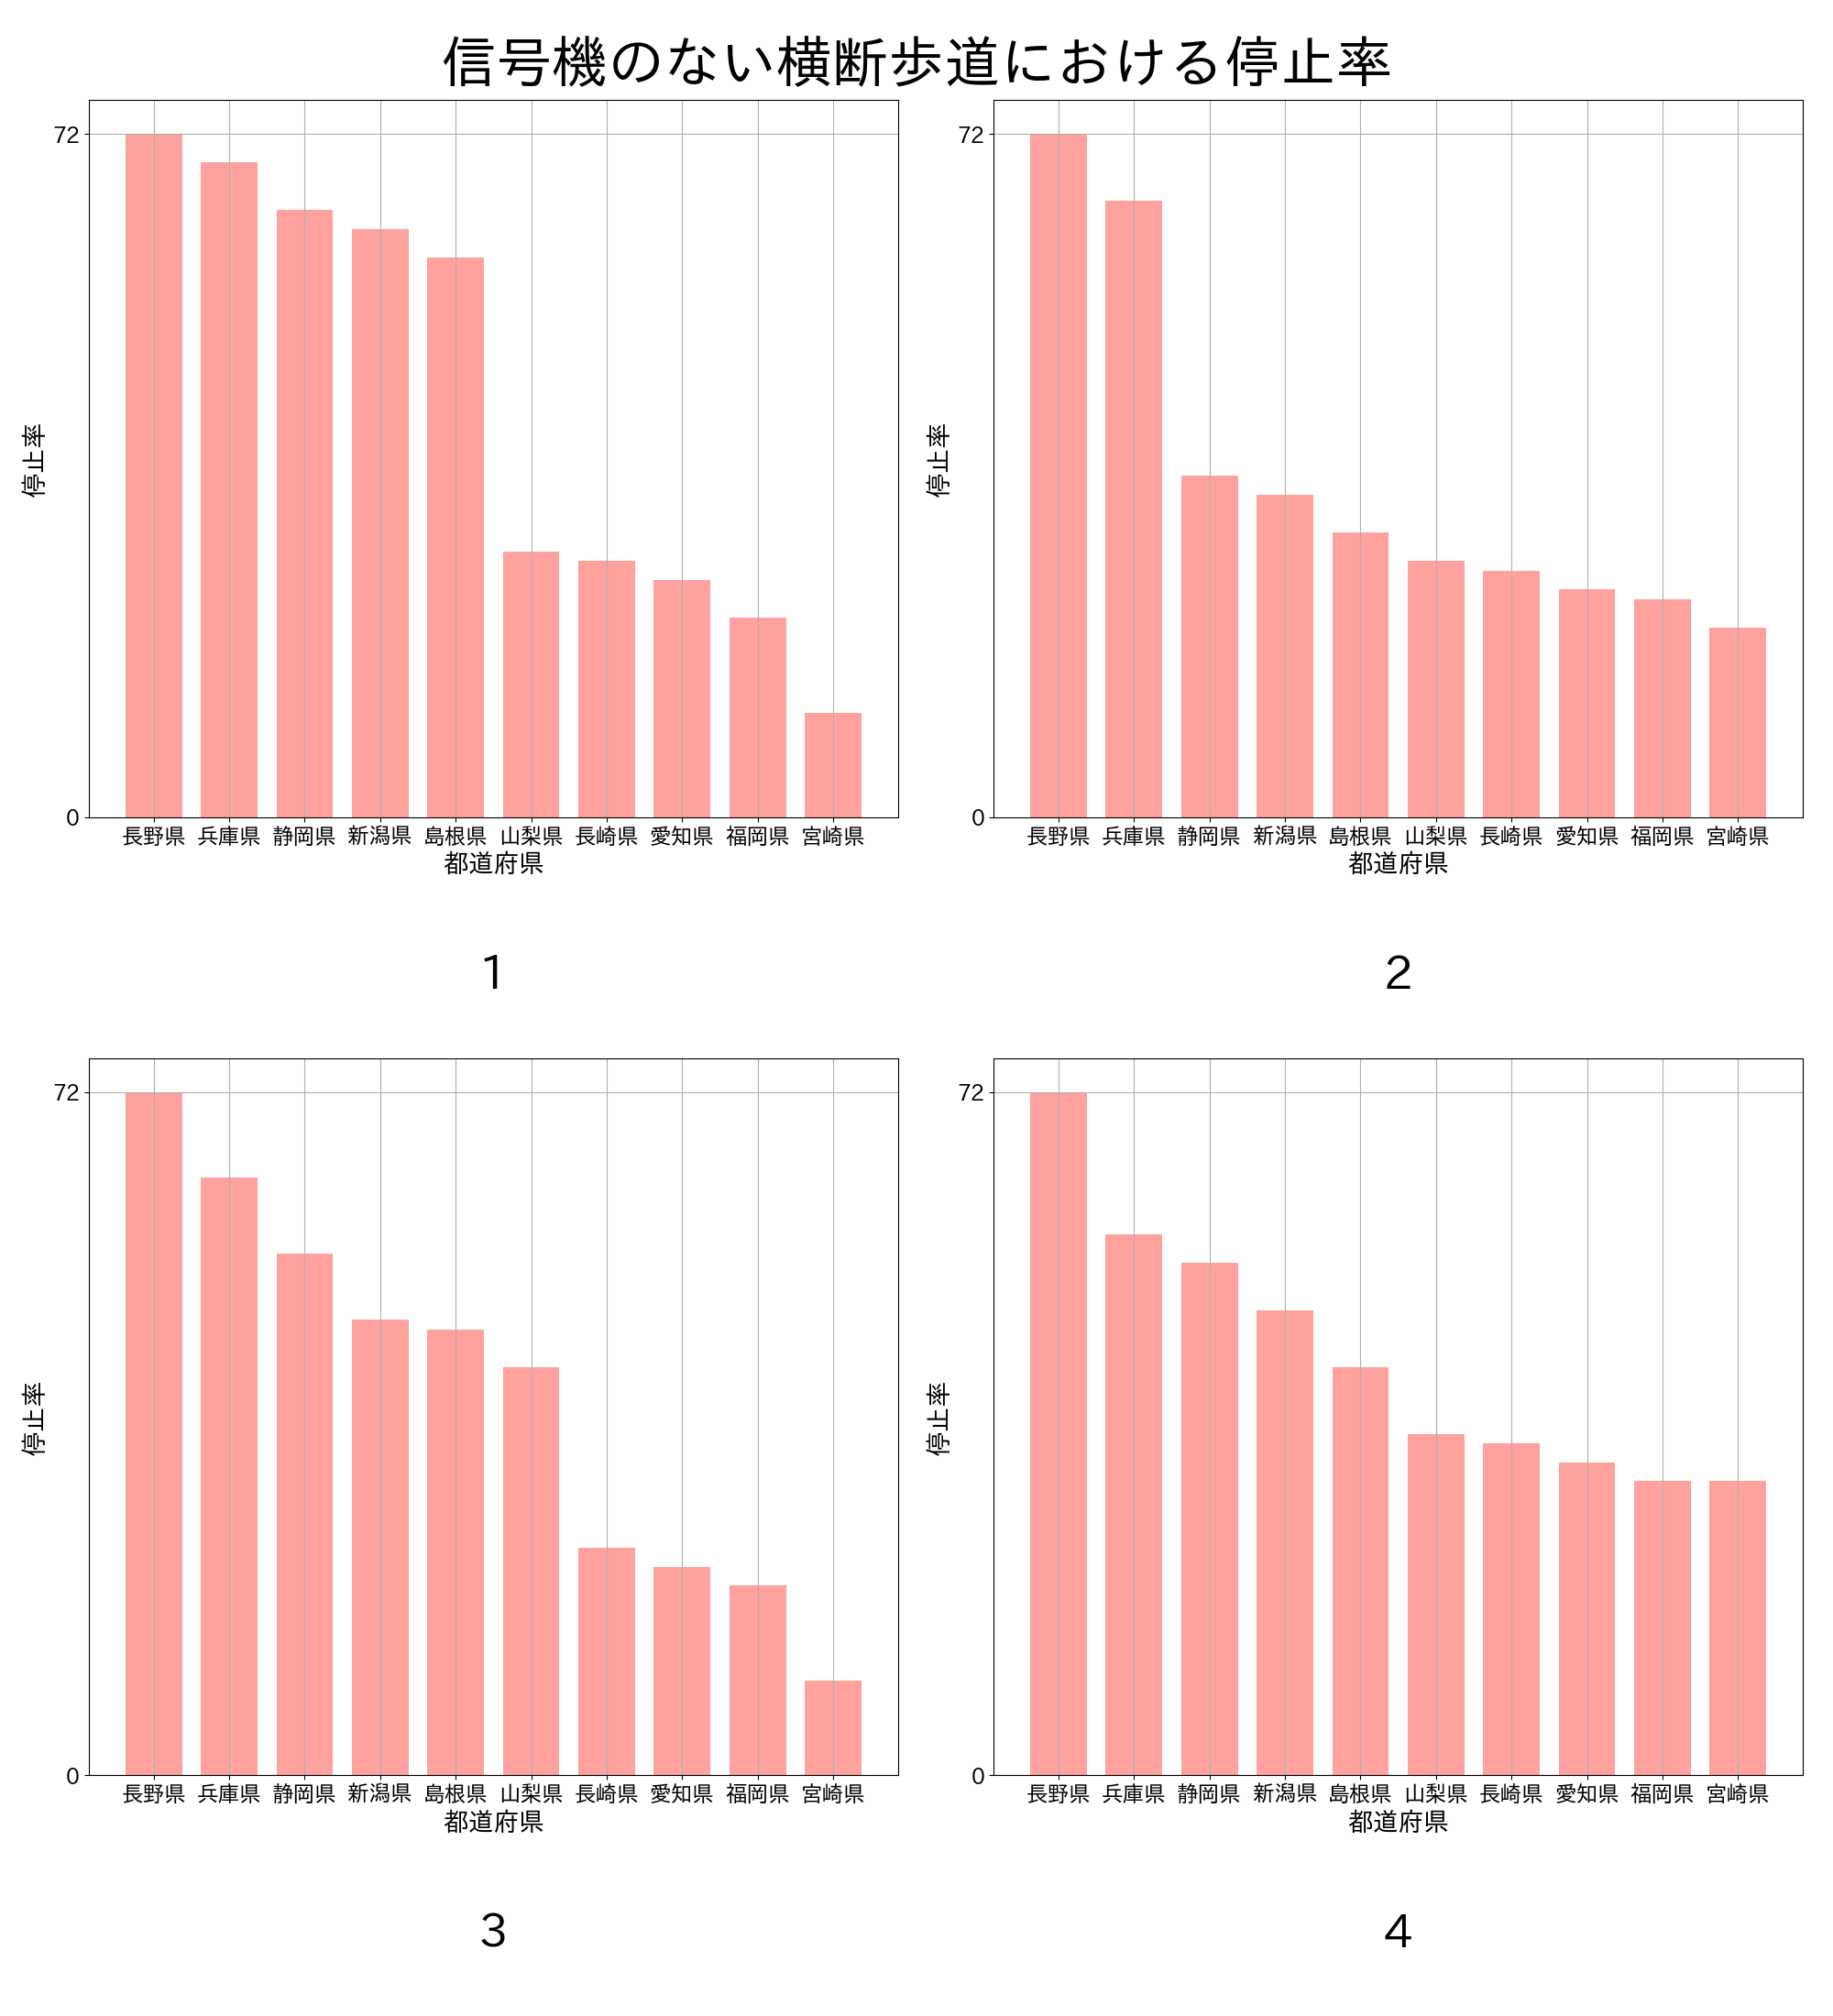 信号機のない横断歩道における停止率
72
0
停止率
長野県 兵庫県 静岡県 新潟県 島根県 山梨県 長崎県 愛知県 福岡県 宮崎県
都道府県
1
72
0
停止率
長野県 兵庫県 静岡県 新潟県 島根県 山梨県 長崎県 愛知県 福岡県 宮崎県
都道府県
2
72
0
停止率
長野県 兵庫県 静岡県 新潟県 島根県 山梨県 長崎県 愛知県 福岡県 宮崎県
都道府県
3
72
0
停止率
長野県 兵庫県 静岡県 新潟県 島根県 山梨県 長崎県 愛知県 福岡県 宮崎県
都道府県
4